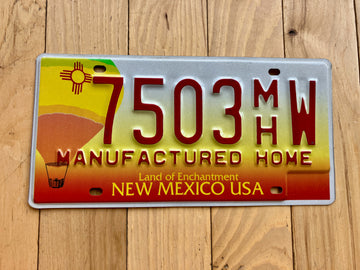 7503 MH W
MANUFACTURED HOME
Land of Enchantment
NEW MEXICO USA